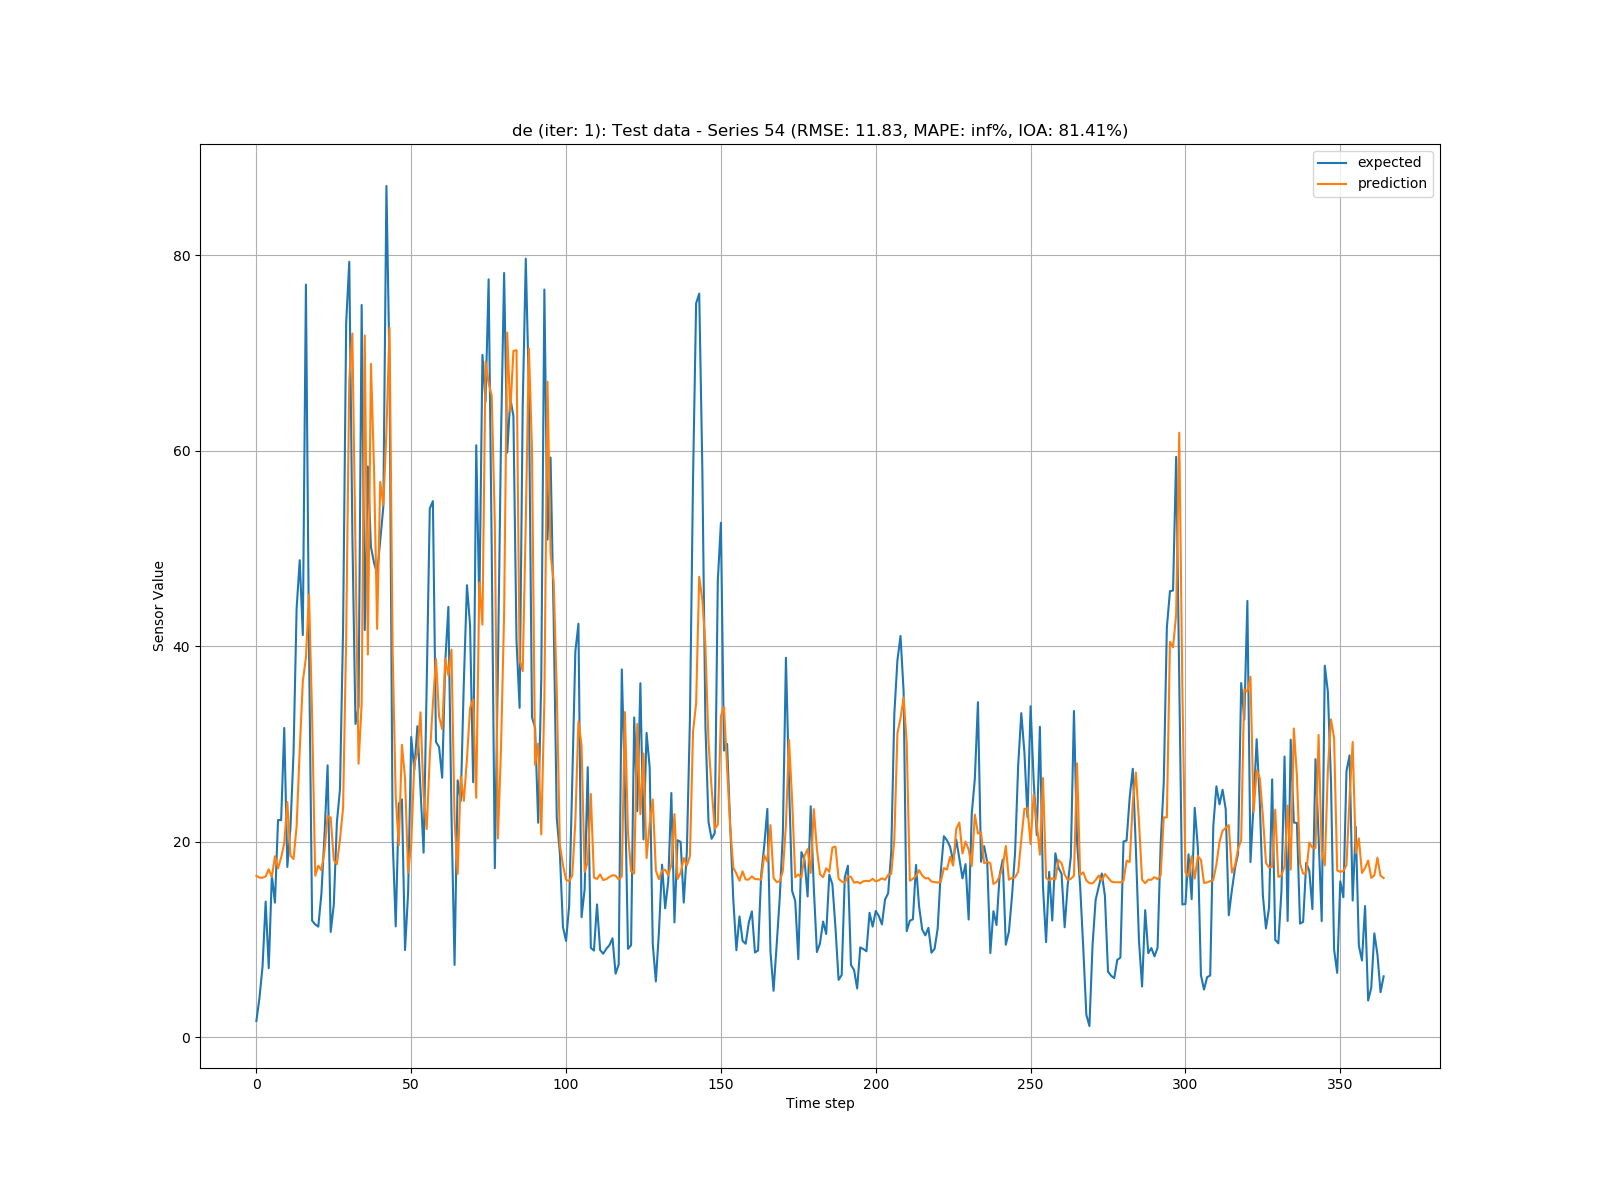 de (iter: 1): Test data - Series 54 (RMSE: 11.83, MAPE: inf%, IOA: 81.41%)
expected
prediction
80
60
40
20
0
Sensor Value
0 50 100 150 200 250 300 350
Time step